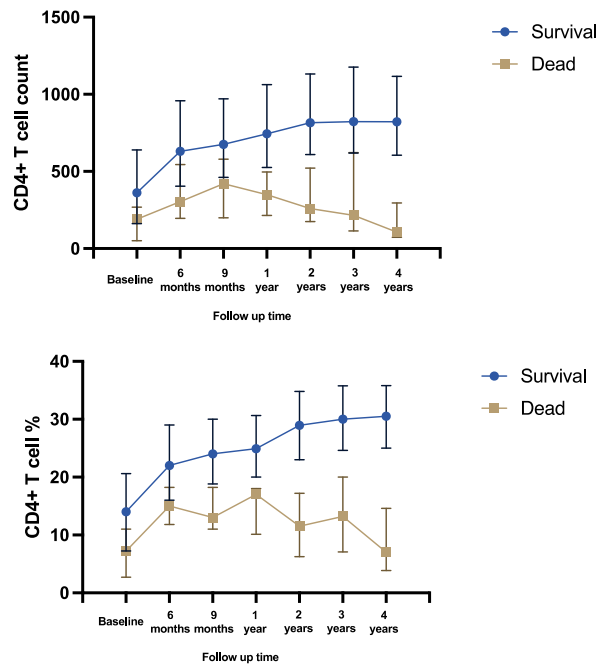 1500
1000
500
0
CD4+ T cell count
Survival
Dead
Baseline
6 months
9 months
1 year
2 years
3 years
4 years
Follow up time
40
30
20
10
0
CD4+ T cell %
Survival
Dead
Baseline
6 months
9 months
1 year
2 years
3 years
4 years
Follow up time